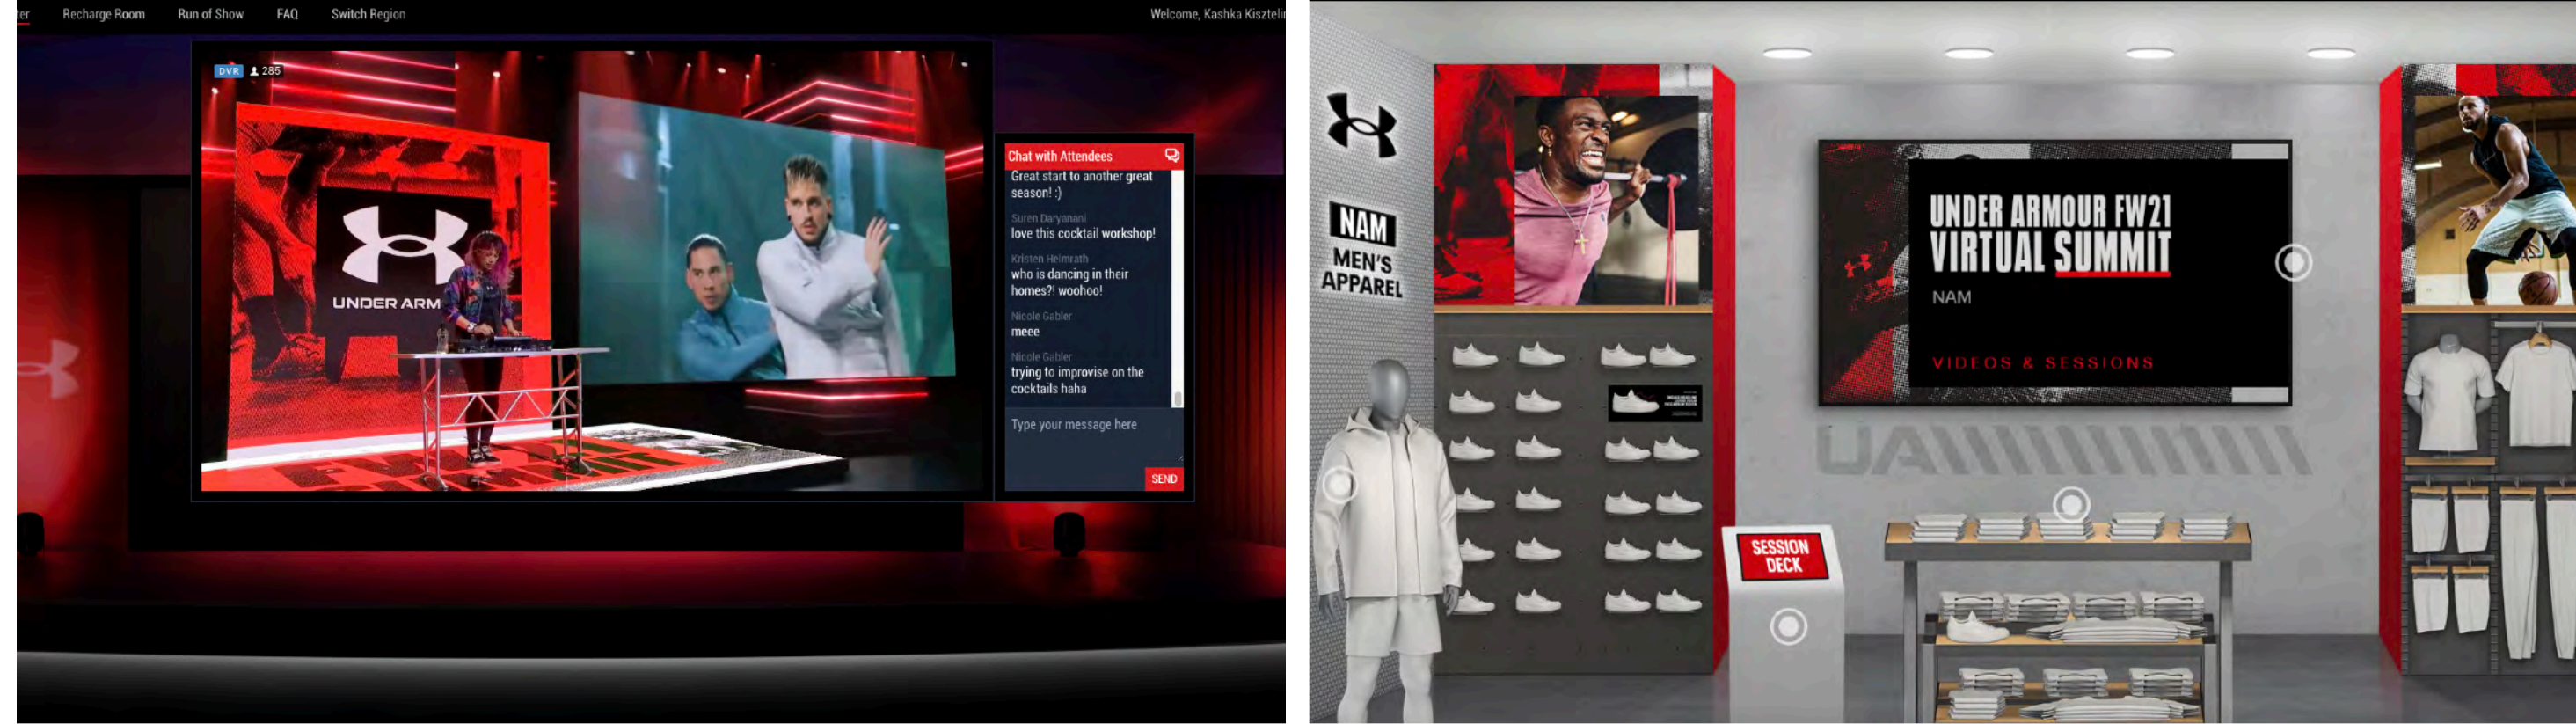 ter Recharge Room Run of Show FAQ Switch Region Welcome, Kashka Kisztelin
DVR 285
UNDER ARM
Chat with Attendees
Great start to another great
season! :)
Suren Daryanani
love this cocktail workshop!
Kristen Helmrath
who is dancing in their
homes?! woohoo!
Nicole Gabler
meee
Nicole Gabler
trying to improvise on the
cocktails haha
Type your message here
SEND
NAM
MEN'S
APPAREL
UNDER ARMOUR FW21
VIRTUAL SUMMIT
NAM
VIDEOS & SESSIONS
UA
SESSION
DECK